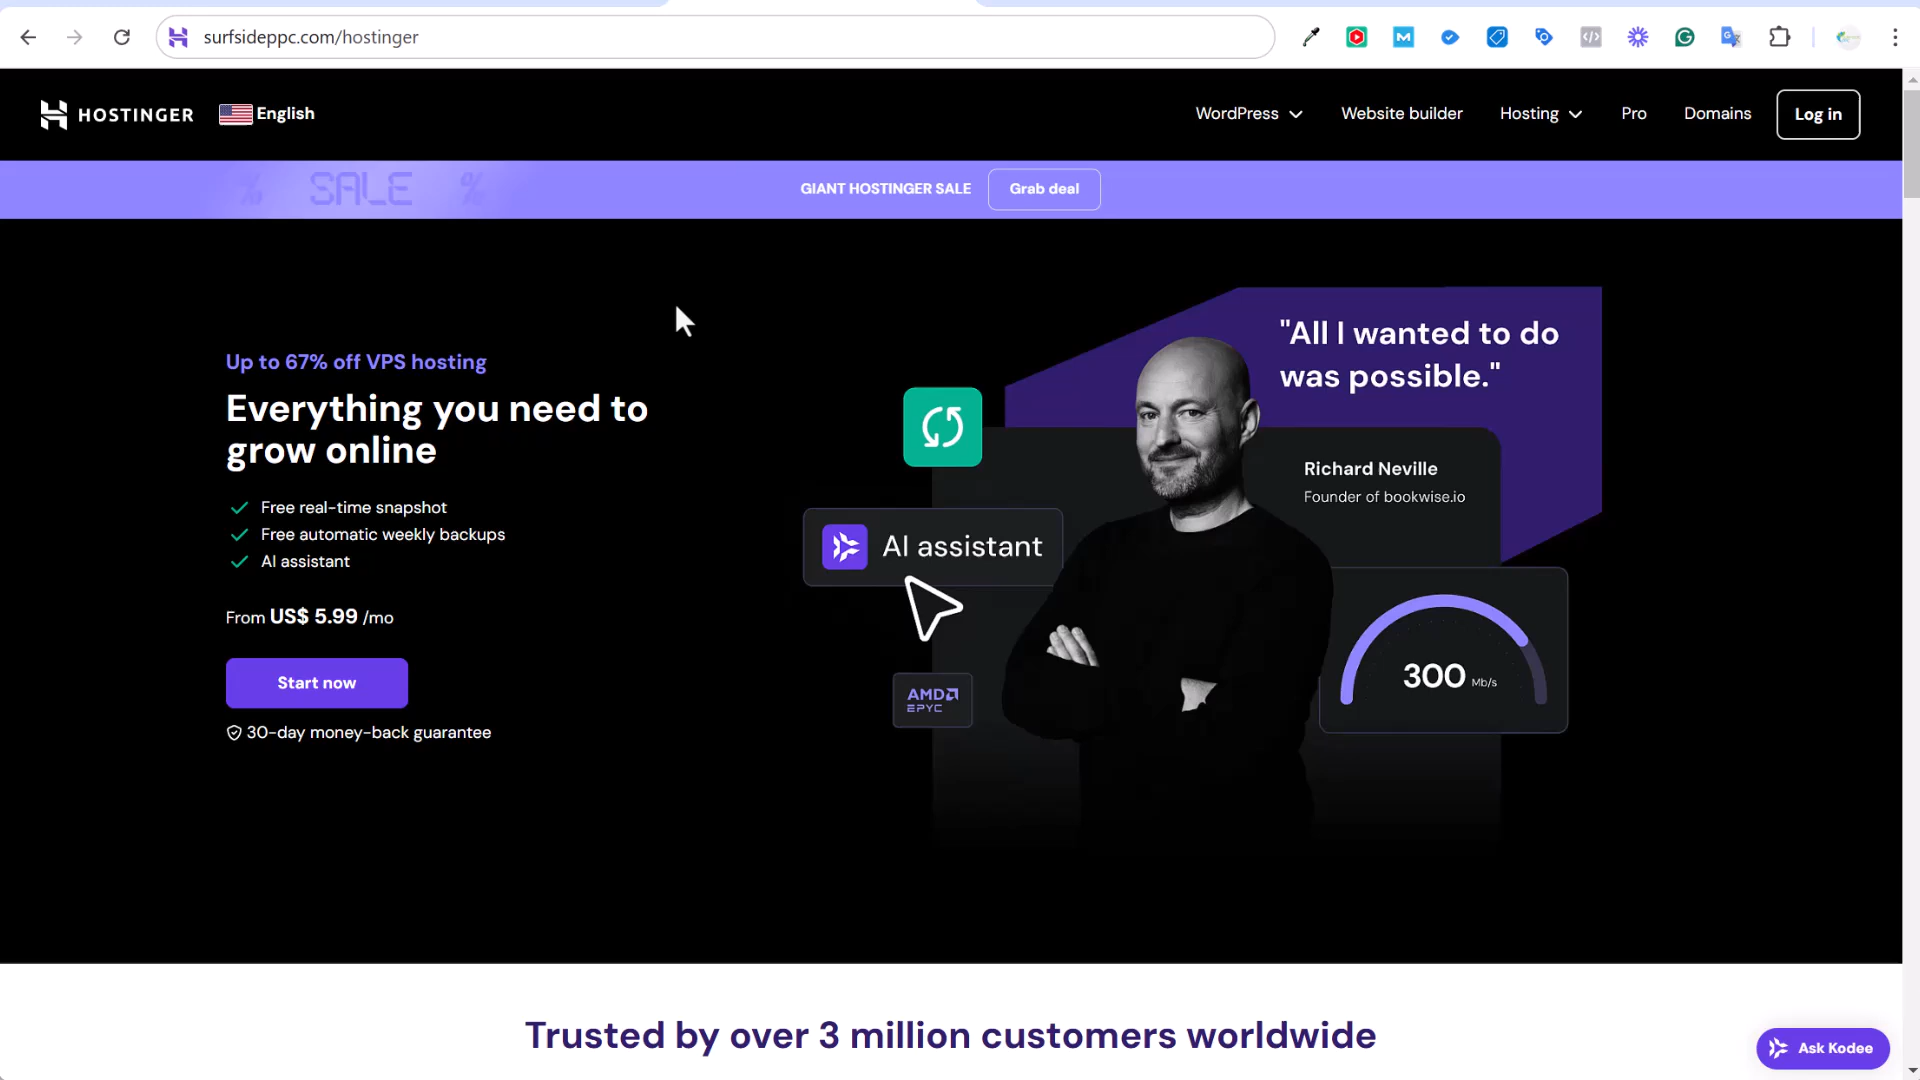 surfsideppc.com/hostinger
HOSTINGER
English
WordPress
Website builder
Hosting
Pro
Domains
Log in
% SALE %
GIANT HOSTINGER SALE
Grab deal
Up to 67% off VPS hosting
Everything you need to
grow online
Free real-time snapshot
Free automatic weekly backups
AI assistant
From US$ 5.99 /mo
Start now
30-day money-back guarantee
"All I wanted to do
was possible."
Richard Neville
Founder of bookwise.io
AI assistant
AMD
EPYC
300 Mb/s
Trusted by over 3 million customers worldwide
Ask Kodee